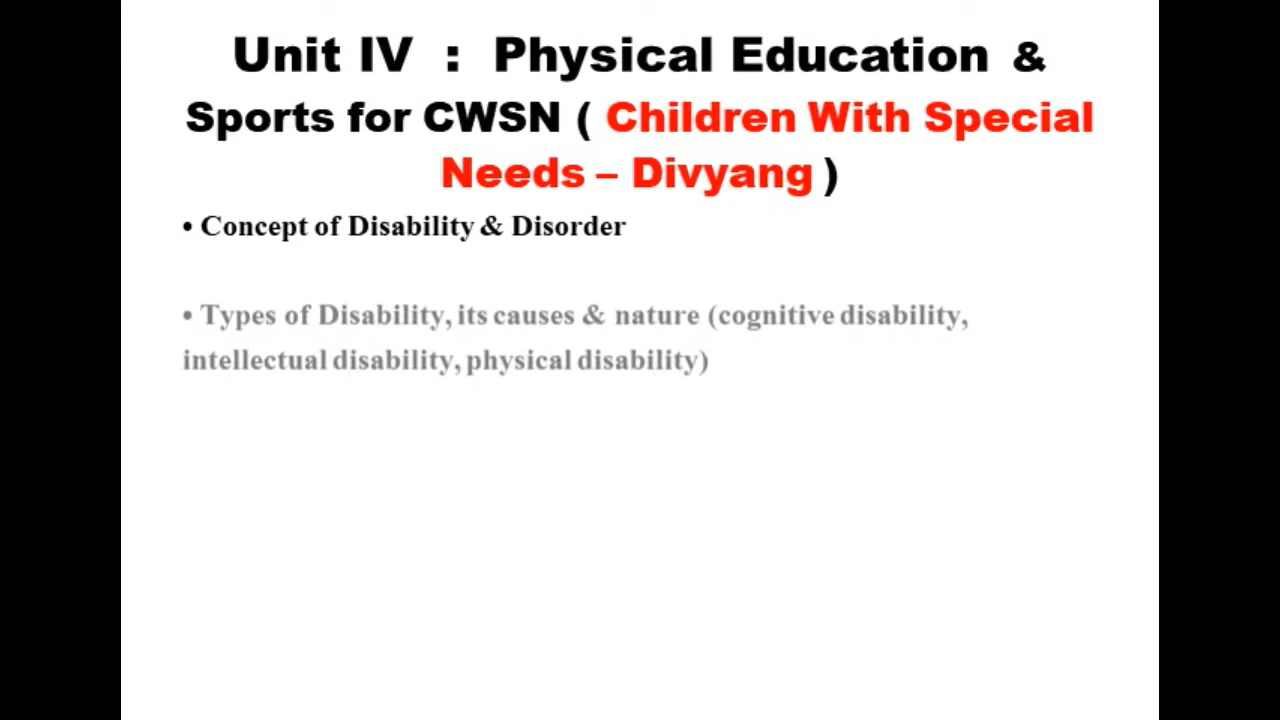 Unit IV : Physical Education &
Sports for CWSN ( Children With Special
Needs – Divyang )
• Concept of Disability & Disorder
• Types of Disability, its causes & nature (cognitive disability,
intellectual disability, physical disability)